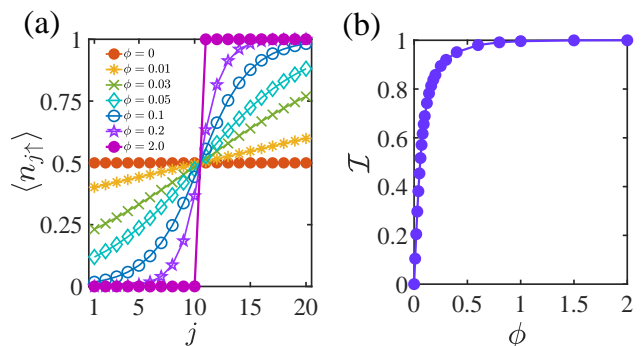 (a)
1
0.75
0.5
0.25
0
⟨n_{j↑}⟩
ϕ = 0
ϕ = 0.01
ϕ = 0.03
ϕ = 0.05
ϕ = 0.1
ϕ = 0.2
ϕ = 2.0
1 5 10 15 20
j
(b)
1
0.8
0.6
0.4
0.2
0
ℐ
0 0.5 1 1.5 2
ϕ